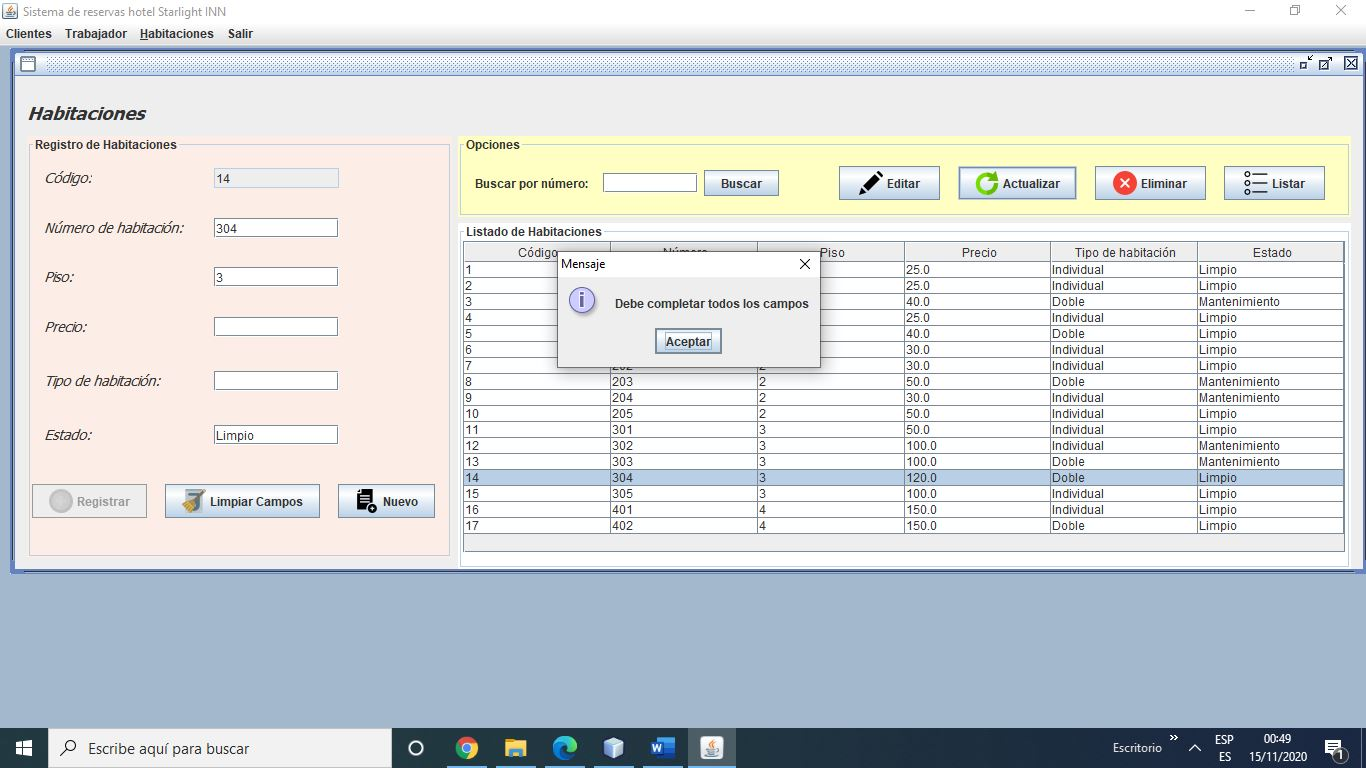 Sistema de reservas hotel Starlight INN
Clientes Trabajador Habitaciones Salir
Habitaciones
Registro de Habitaciones
Código: 14
Número de habitación: 304
Piso: 3
Precio:
Tipo de habitación:
Estado: Limpio
Registrar Limpiar Campos Nuevo
Opciones
Buscar por número: Buscar Editar Actualizar Eliminar Listar
Listado de Habitaciones
Código Número Piso Precio Tipo de habitación Estado
1 25.0 Individual Limpio
2 25.0 Individual Limpio
3 40.0 Doble Mantenimiento
4 25.0 Individual Limpio
5 40.0 Doble Limpio
6 30.0 Individual Limpio
7 202 2 30.0 Individual Limpio
8 203 2 50.0 Doble Mantenimiento
9 204 2 30.0 Individual Mantenimiento
10 205 2 50.0 Individual Limpio
11 301 3 50.0 Individual Limpio
12 302 3 100.0 Individual Mantenimiento
13 303 3 100.0 Doble Mantenimiento
14 304 3 120.0 Doble Limpio
15 305 3 100.0 Individual Limpio
16 401 4 150.0 Individual Limpio
17 402 4 150.0 Doble Limpio
Mensaje
Debe completar todos los campos
Aceptar
Escribe aquí para buscar
Escritorio
ESP
ES
00:49
15/11/2020
1